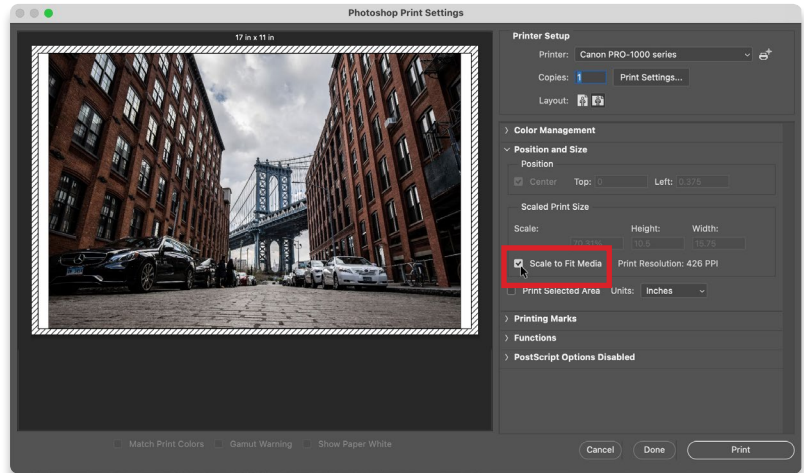 Photoshop Print Settings
17 in x 11 in
Printer Setup
Printer: Canon PRO-1000 series
Copies: 1 Print Settings...
Layout:
Color Management
Position and Size
Position
Center Top: 0 Left: 0.375
Scaled Print Size
Scale: Height: Width:
70.31% 10.5 15.75
Scale to Fit Media Print Resolution: 426 PPI
Print Selected Area Units: Inches
Printing Marks
Functions
PostScript Options Disabled
Match Print Colors Gamut Warning Show Paper White
Cancel Done Print